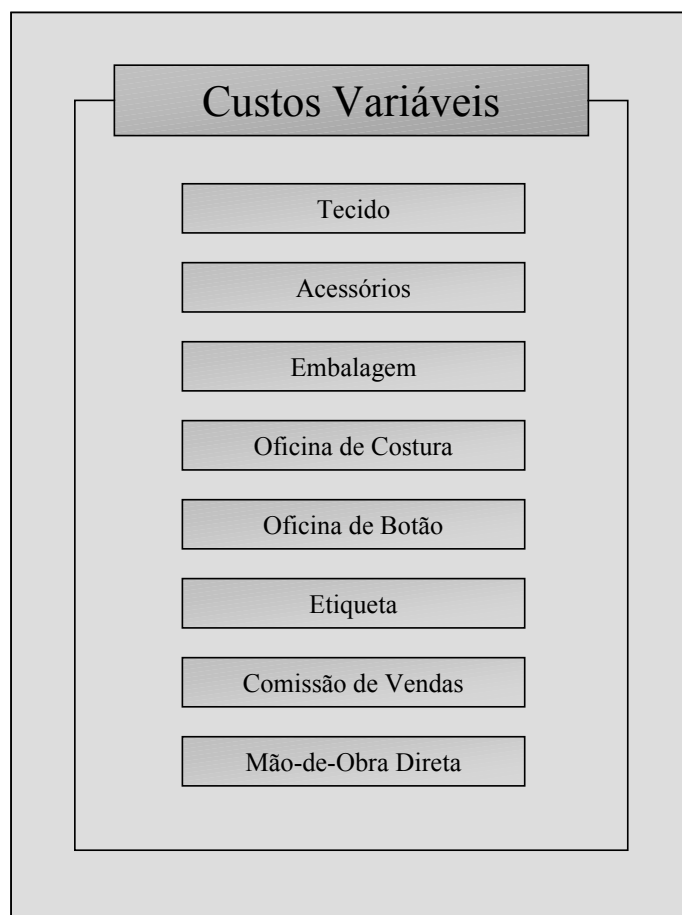 Custos Variáveis
Tecido
Acessórios
Embalagem
Oficina de Costura
Oficina de Botão
Etiqueta
Comissão de Vendas
Mão-de-Obra Direta